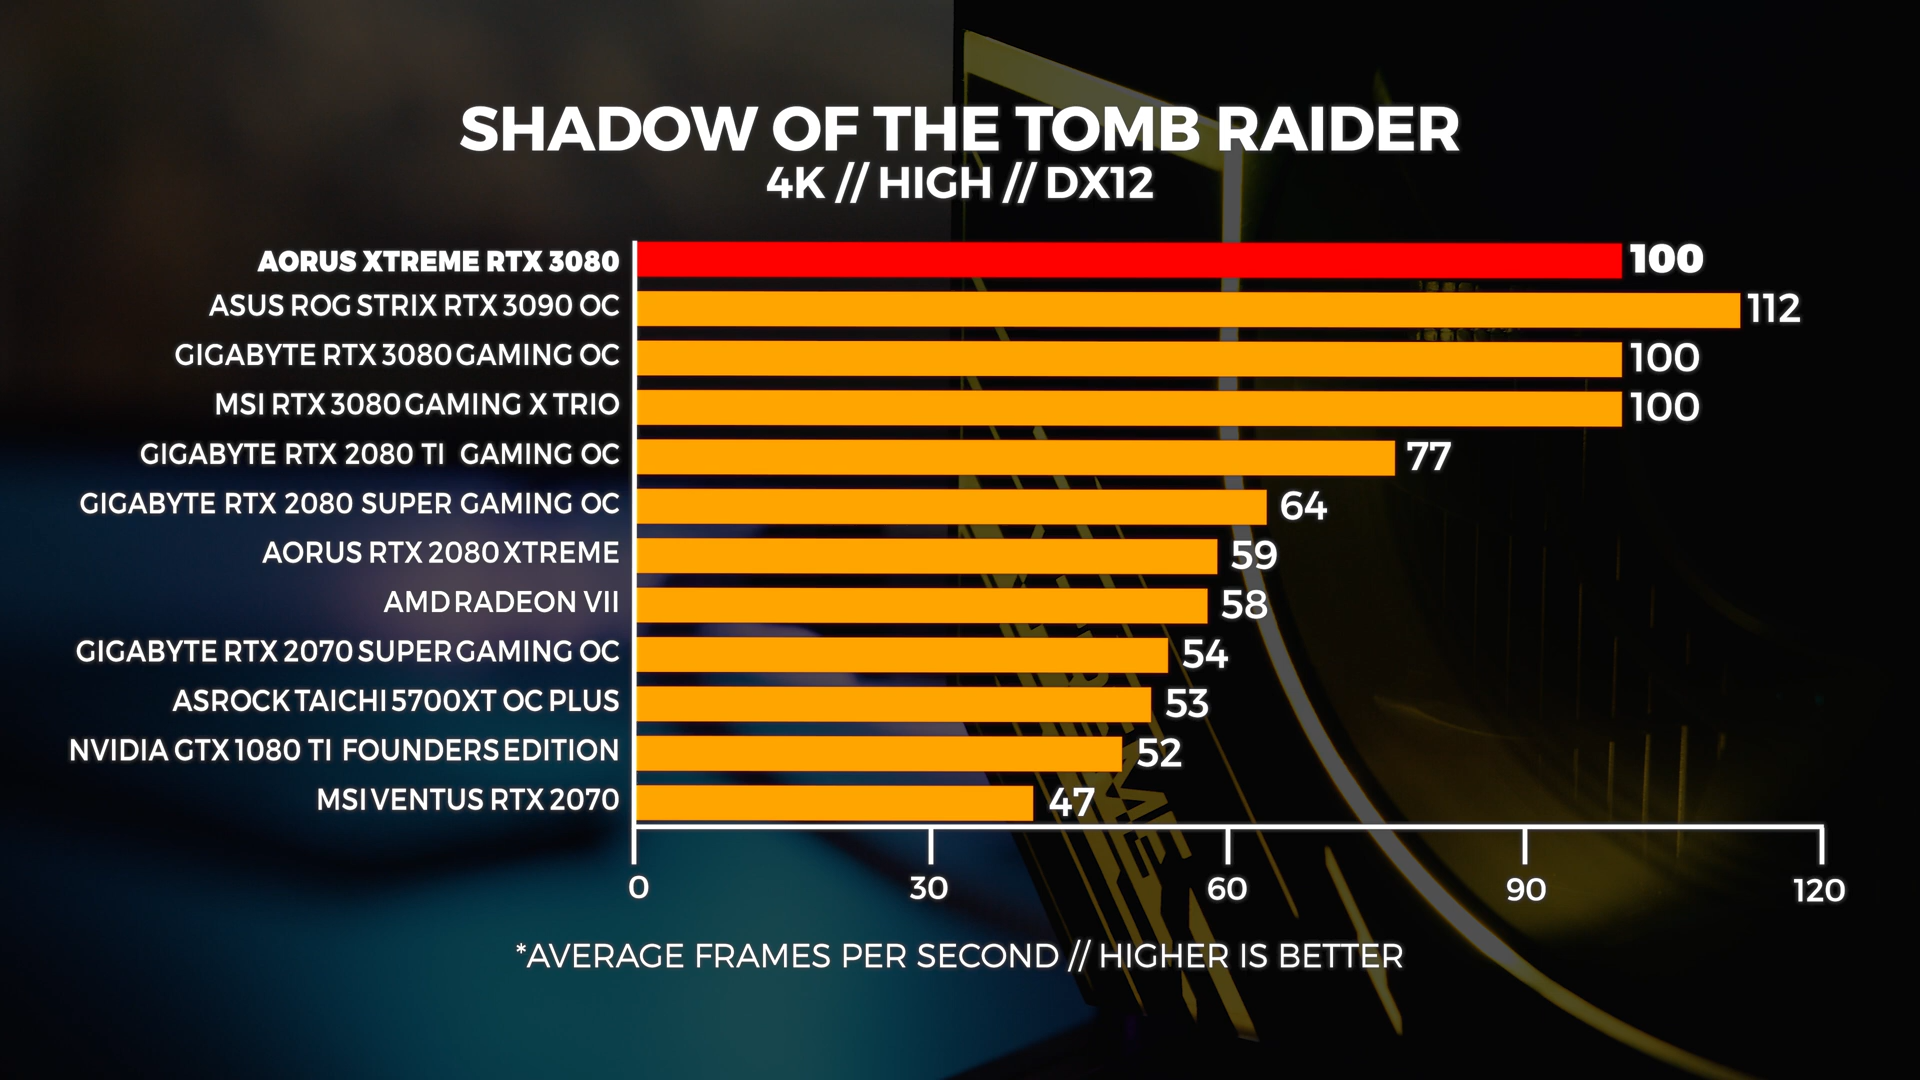 SHADOW OF THE TOMB RAIDER
4K // HIGH // DX12
AORUS XTREME RTX 3080 100
ASUS ROG STRIX RTX 3090 OC 112
GIGABYTE RTX 3080 GAMING OC 100
MSI RTX 3080 GAMING X TRIO 100
GIGABYTE RTX 2080 TI GAMING OC 77
GIGABYTE RTX 2080 SUPER GAMING OC 64
AORUS RTX 2080 XTREME 59
AMD RADEON VII 58
GIGABYTE RTX 2070 SUPER GAMING OC 54
ASROCK TAICHI 5700XT OC PLUS 53
NVIDIA GTX 1080 TI FOUNDERS EDITION 52
MSI VENTUS RTX 2070 47
0 30 60 90 120
*AVERAGE FRAMES PER SECOND // HIGHER IS BETTER